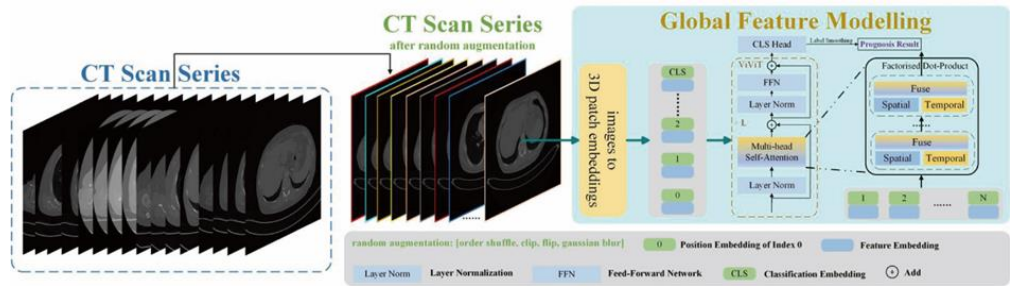 CT Scan Series
CT Scan Series
after random augmentation
......
Global Feature Modelling
images to
3D patch embeddings
CLS
2
1
0
CLS Head
Label Smoothing
Prognosis Result
ViViT
FFN
Layer Norm
L
Multi-head
Self-Attention
Layer Norm
Factorised Dot-Product
Fuse
Spatial
Temporal
......
Fuse
Spatial
Temporal
1
2
......
N
random augmentation: [order shuffle, clip, flip, gaussian blur]
0
Position Embedding of Index 0
Feature Embedding
Layer Norm
Layer Normalization
FFN
Feed-Forward Network
CLS
Classification Embedding
Add